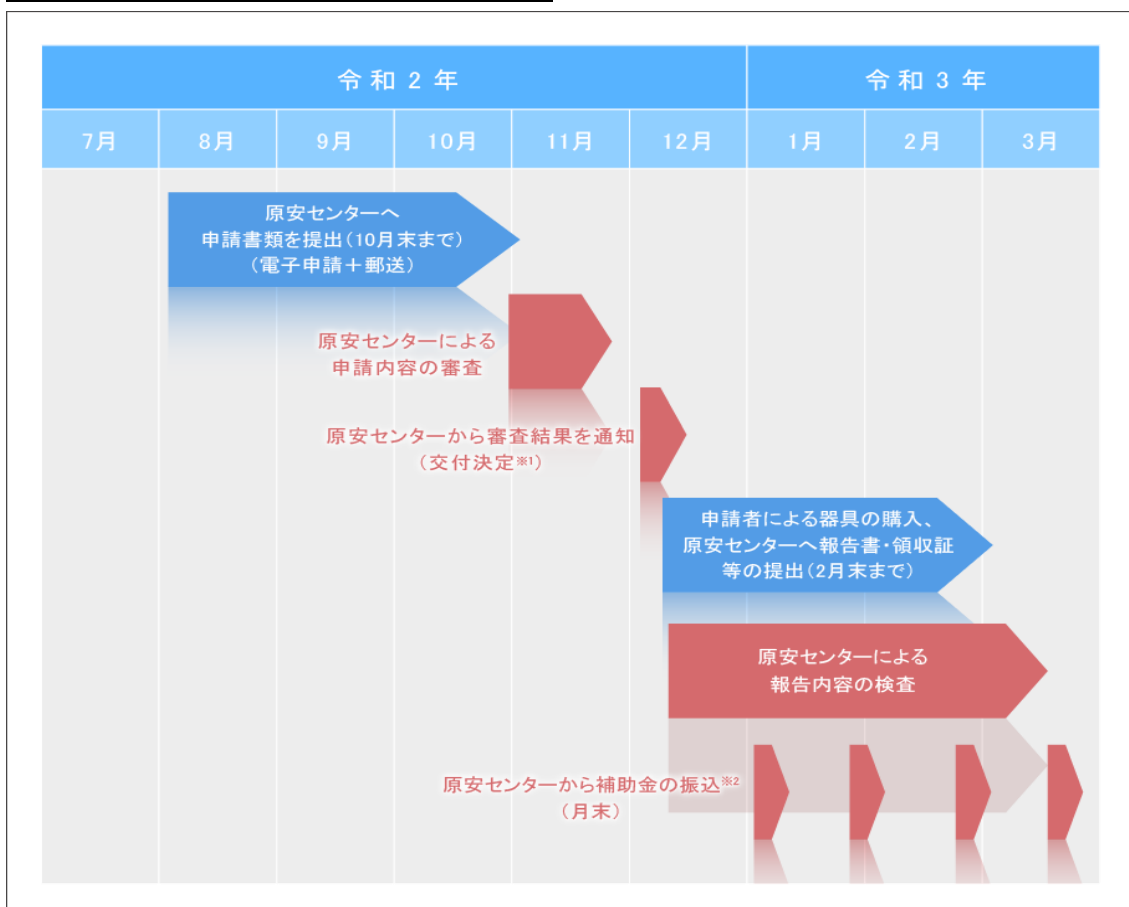 令和２年
令和３年
7月
8月
9月
10月
11月
12月
1月
2月
3月
原安センターへ
申請書類を提出（10月末まで）
（電子申請＋郵送）
原安センターによる
申請内容の審査
原安センターから審査結果を通知
（交付決定※1）
申請者による器具の購入、
原安センターへ報告書・領収証
等の提出（2月末まで）
原安センターによる
報告内容の検査
原安センターから補助金の振込※2
（月末）